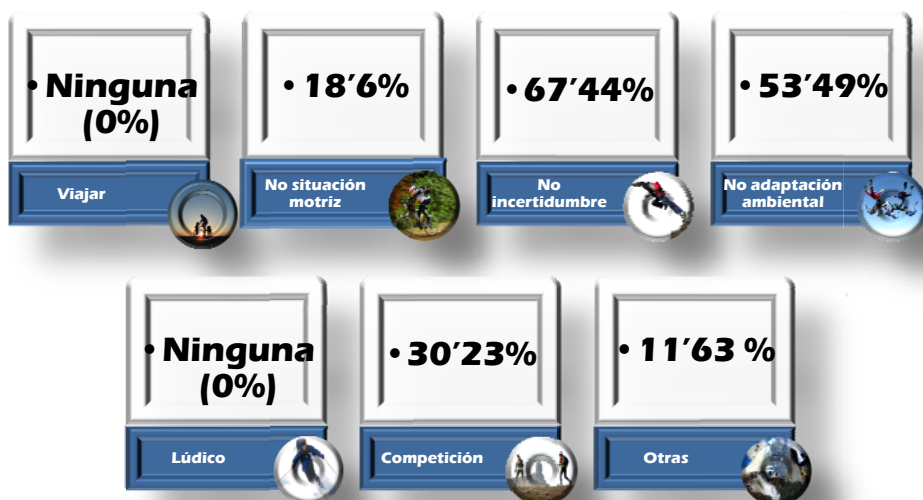 • Ninguna
(0%)
Viajar
• 18’6%
No situación
motriz
• 67’44%
No
incertidumbre
• 53’49%
No adaptación
ambiental
• Ninguna
(0%)
Lúdico
• 30’23%
Competición
• 11’63 %
Otras